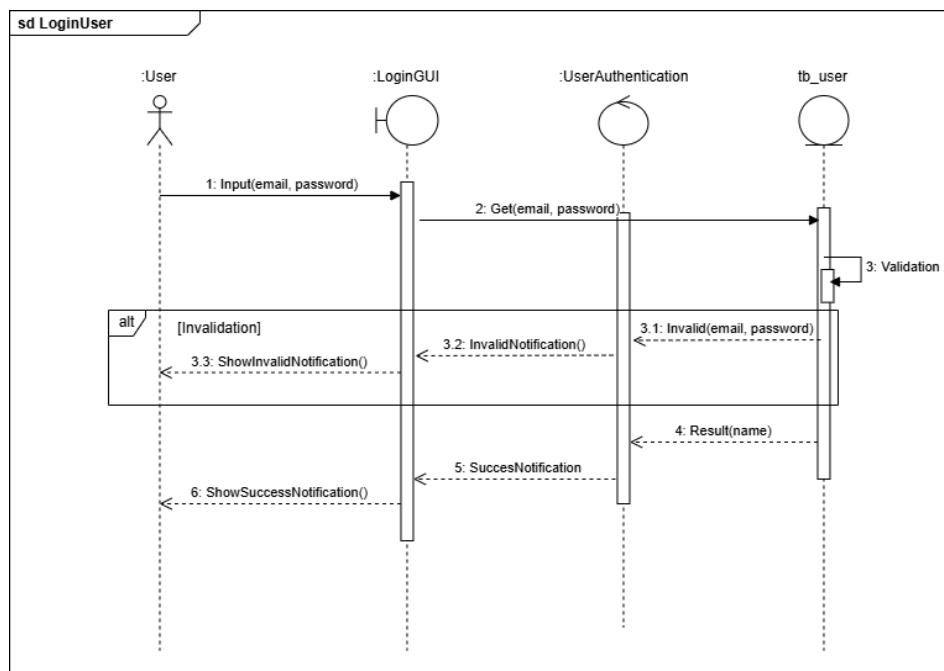 sd LoginUser
:User
:LoginGUI
:UserAuthentication
tb_user
1: Input(email, password)
2: Get(email, password)
3: Validation
alt
[Invalidation]
3.1: Invalid(email, password)
3.2: InvalidNotification()
3.3: ShowInvalidNotification()
4: Result(name)
5: SuccesNotification
6: ShowSuccessNotification()